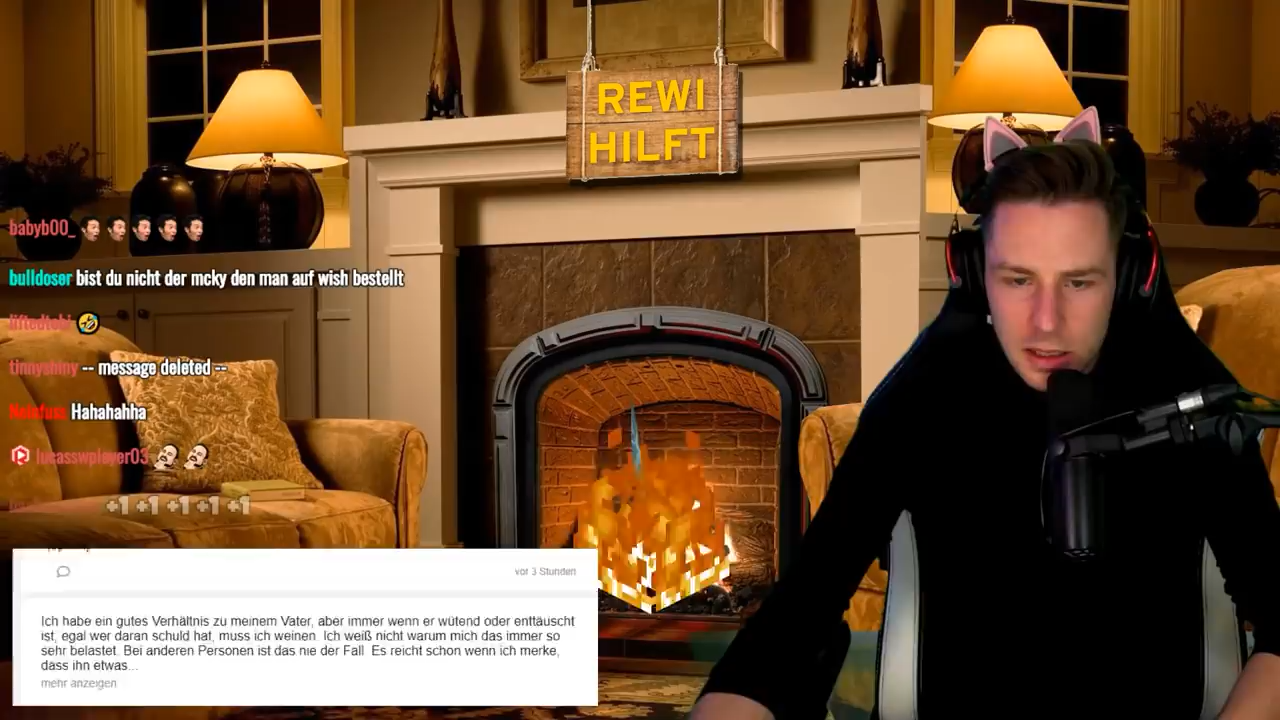 REWI
HILFT
babyb00_
bulldoser bist du nicht der mcky den man auf wish bestellt
liftedtobi
tinnyshiny -- message deleted --
Hahahahha
lucasswplayer03
+1 +1 +1 +1 +1
vor 3 Stunden
Ich habe ein gutes Verhältnis zu meinem Vater, aber immer wenn er wütend oder enttäuscht
ist, egal wer daran schuld hat, muss ich weinen. Ich weiß nicht warum mich das immer so
sehr belastet. Bei anderen Personen ist das nie der Fall. Es reicht schon wenn ich merke,
dass ihn etwas...
mehr anzeigen